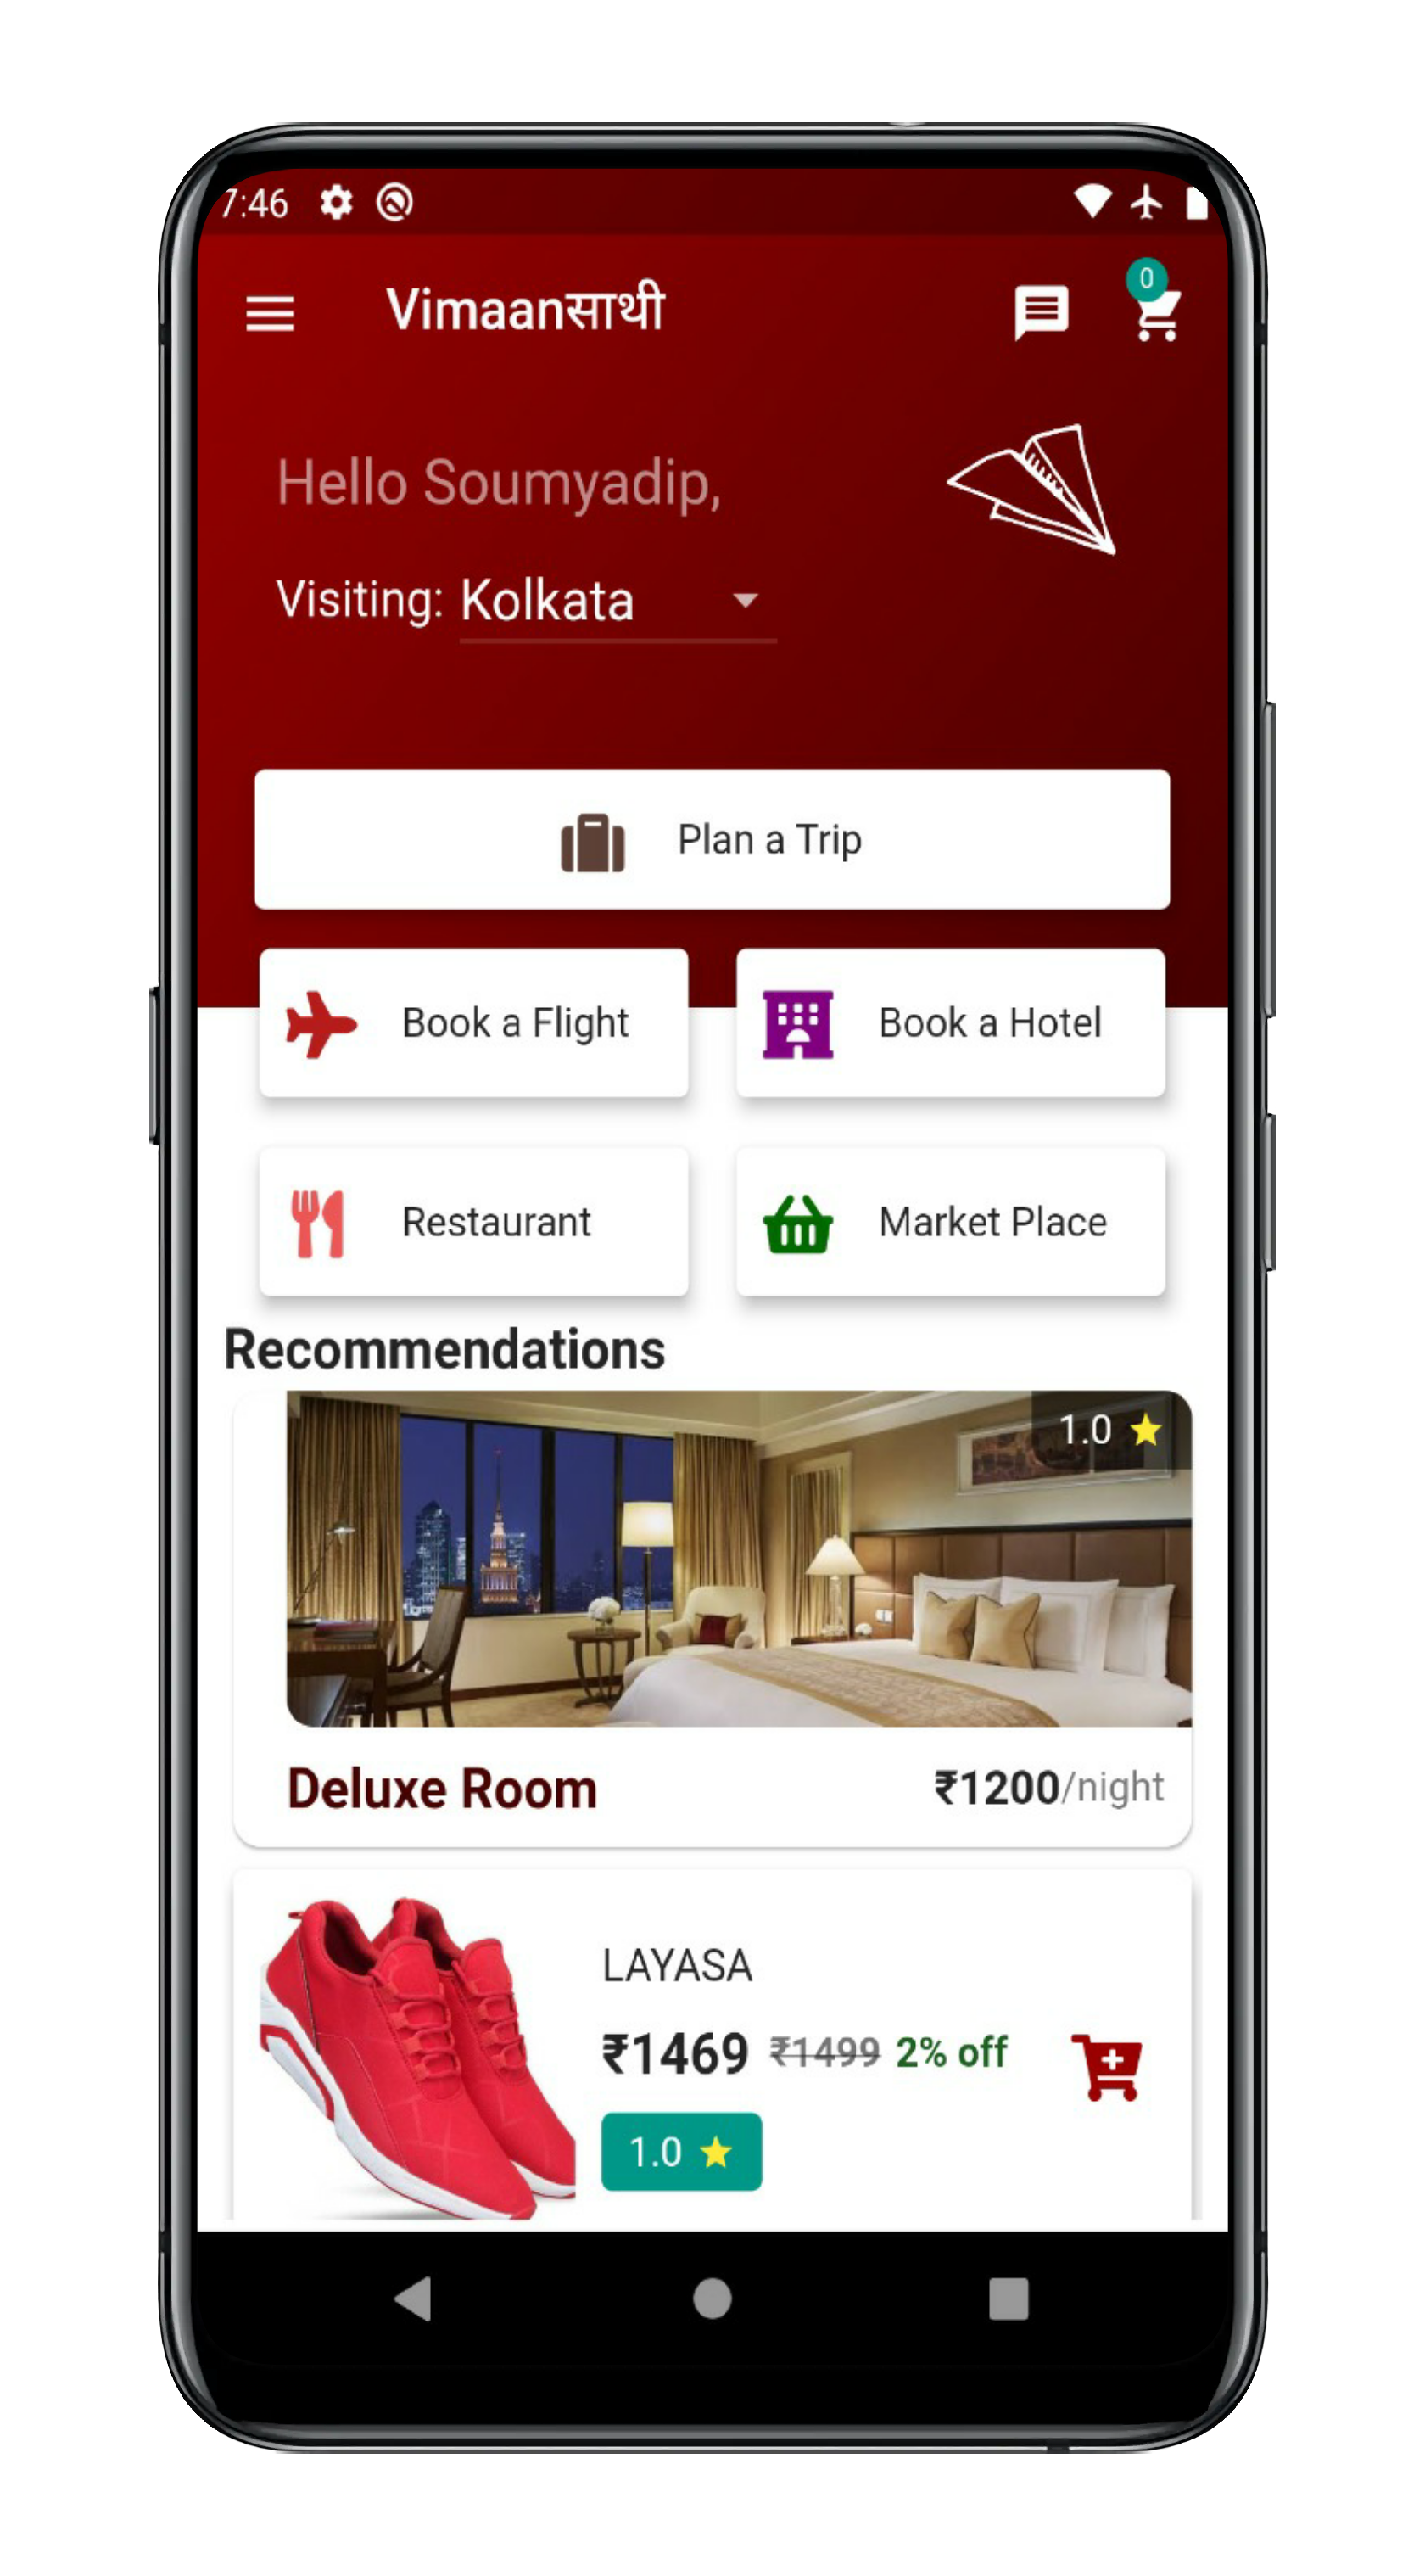 7:46
Vimaanसाथी
0
Hello Soumyadip,
Visiting: Kolkata
Plan a Trip
Book a Flight
Book a Hotel
Restaurant
Market Place
Recommendations
1.0
Deluxe Room
₹1200/night
LAYASA
₹1469 ₹1499 2% off
1.0